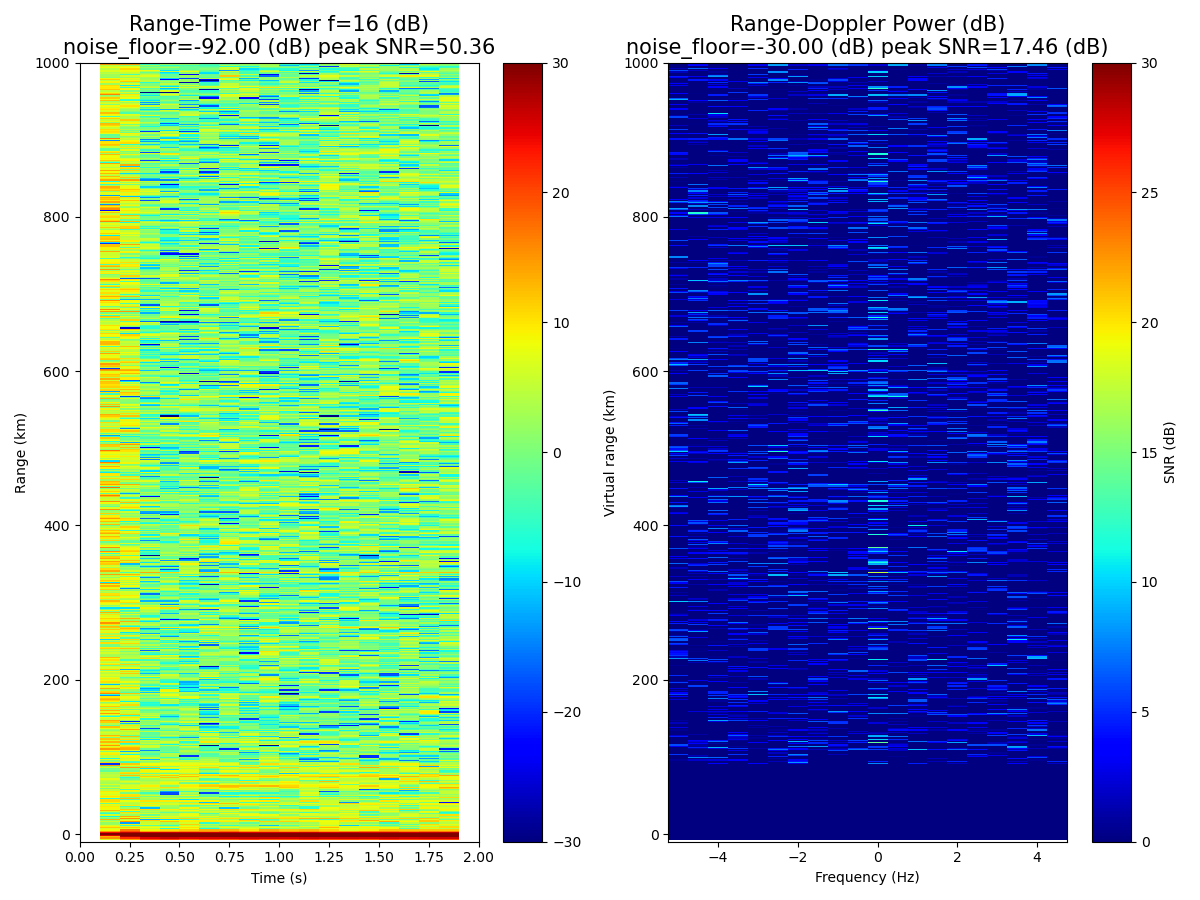 Range-Time Power f=16 (dB)
noise_floor=-92.00 (dB) peak SNR=50.36
1000
800
600
400
200
0
Range (km)
0.00 0.25 0.50 0.75 1.00 1.25 1.50 1.75 2.00
Time (s)
30
20
10
0
−10
−20
−30
Range-Doppler Power (dB)
noise_floor=-30.00 (dB) peak SNR=17.46 (dB)
1000
800
600
400
200
0
Virtual range (km)
−4 −2 0 2 4
Frequency (Hz)
30
25
20
15
10
5
0
SNR (dB)